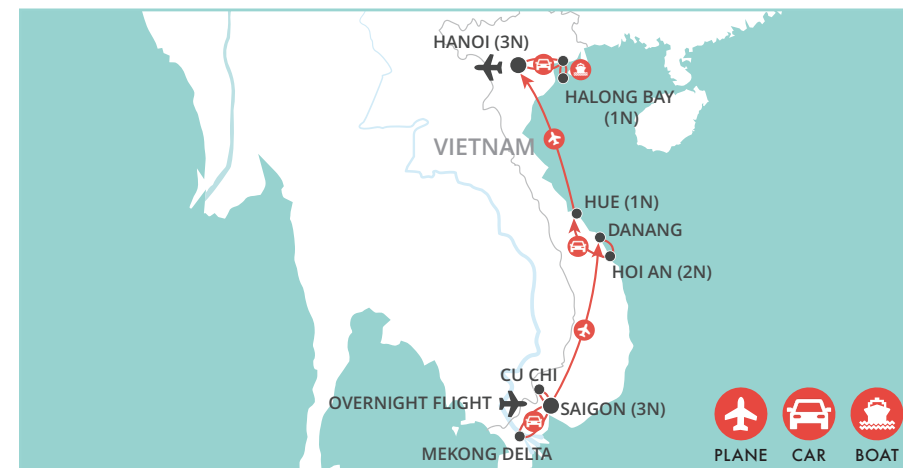 HANOI (3N)
HALONG BAY
(1N)
VIETNAM
HUE (1N)
DANANG
HOI AN (2N)
CU CHI
OVERNIGHT FLIGHT
SAIGON (3N)
MEKONG DELTA
PLANE CAR BOAT